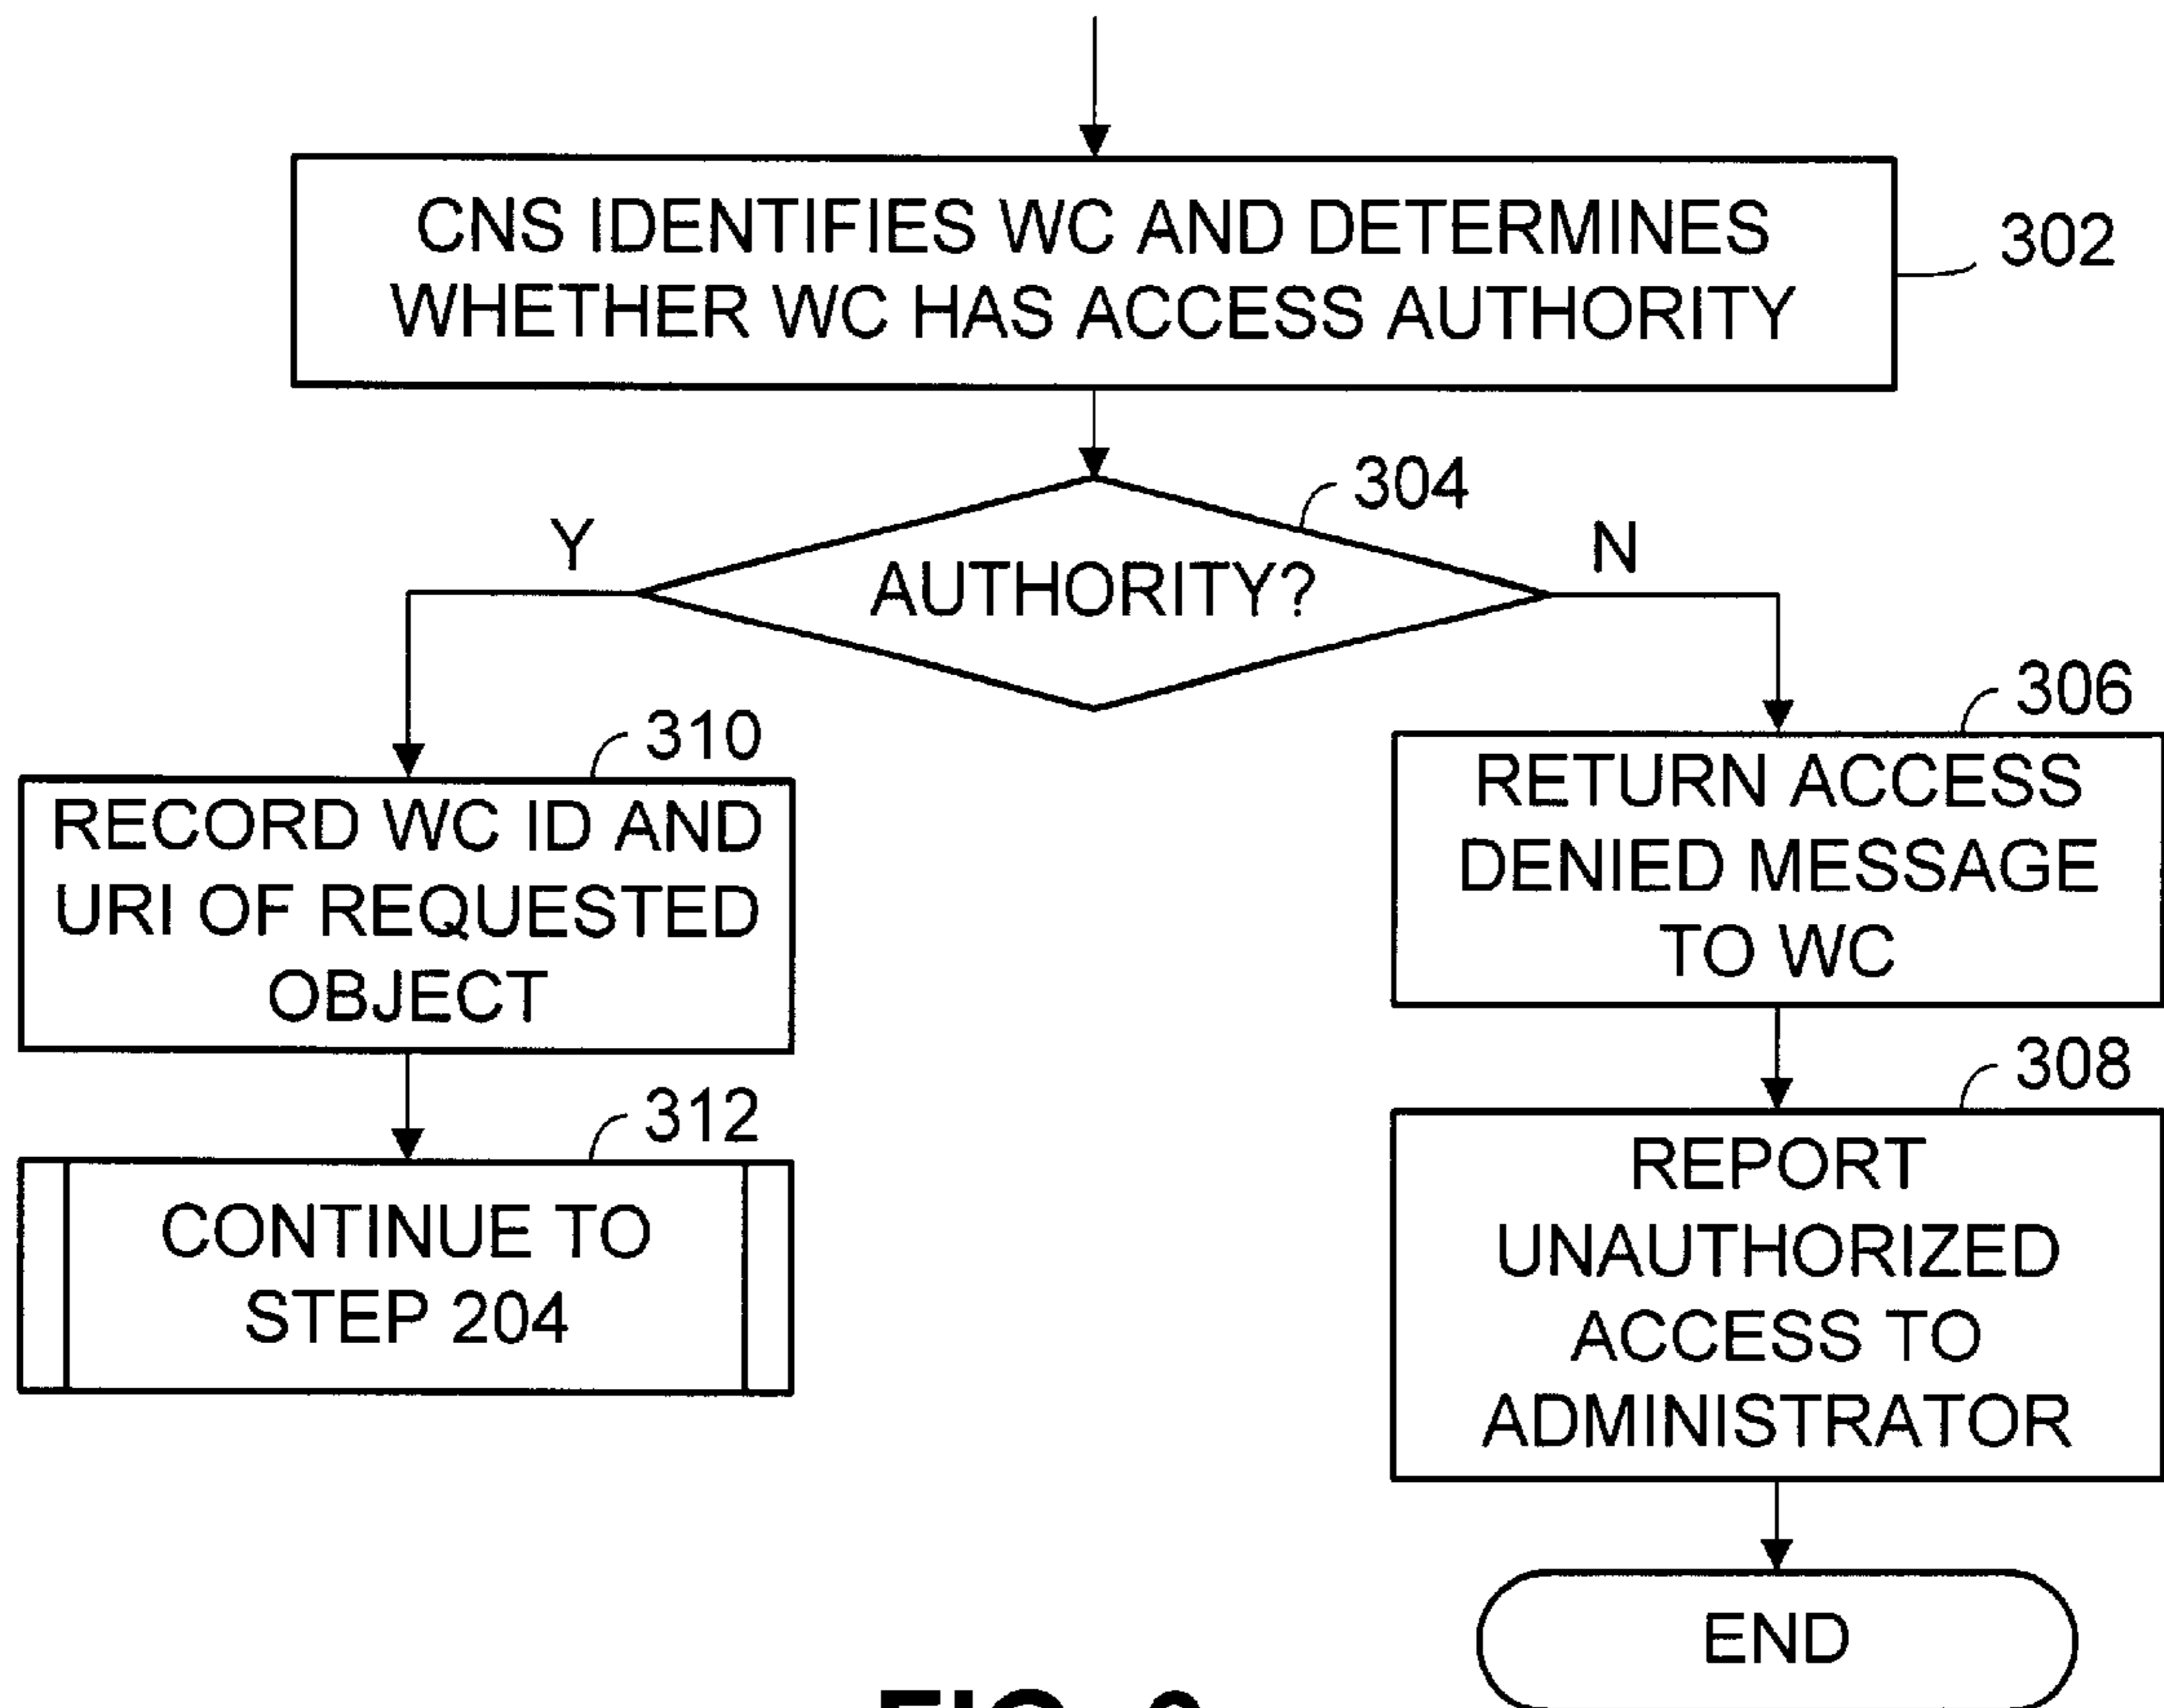 CNS IDENTIFIES WC AND DETERMINES
WHETHER WC HAS ACCESS AUTHORITY
302
304
Y
AUTHORITY?
N
310
RECORD WC ID AND
URI OF REQUESTED
OBJECT
306
RETURN ACCESS
DENIED MESSAGE
TO WC
312
CONTINUE TO
STEP 204
308
REPORT
UNAUTHORIZED
ACCESS TO
ADMINISTRATOR
END
FIG.